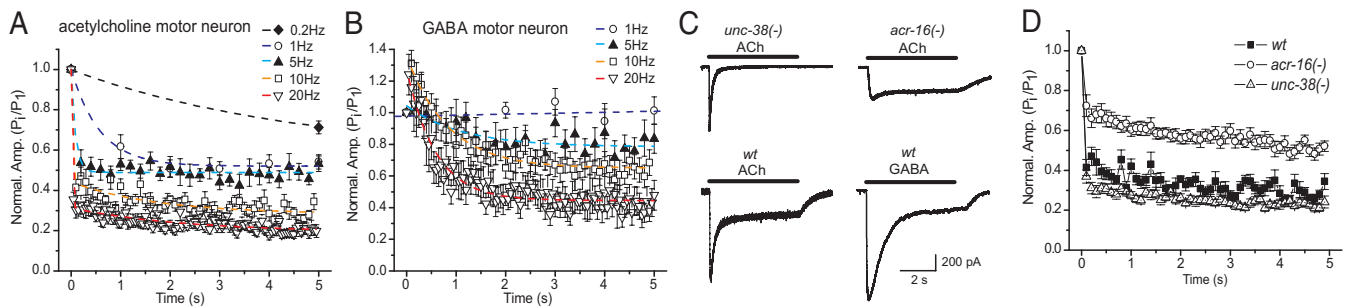 A
acetylcholine motor neuron
0.2Hz
1Hz
5Hz
10Hz
20Hz
Normal. Amp. (Pi/P1)
1.0
0.8
0.6
0.4
0.2
0.0
0 1 2 3 4 5
Time (s)
B
GABA motor neuron
1Hz
5Hz
10Hz
20Hz
Normal. Amp. (Pi/P1)
1.4
1.2
1.0
0.8
0.6
0.4
0.2
0.0
0 1 2 3 4 5
Time (s)
C
unc-38(-)
ACh
acr-16(-)
ACh
wt
ACh
wt
GABA
200 pA
2 s
D
wt
acr-16(-)
unc-38(-)
Normal. Amp. (Pi/P1)
1.0
0.8
0.6
0.4
0.2
0.0
0 1 2 3 4 5
Time (s)